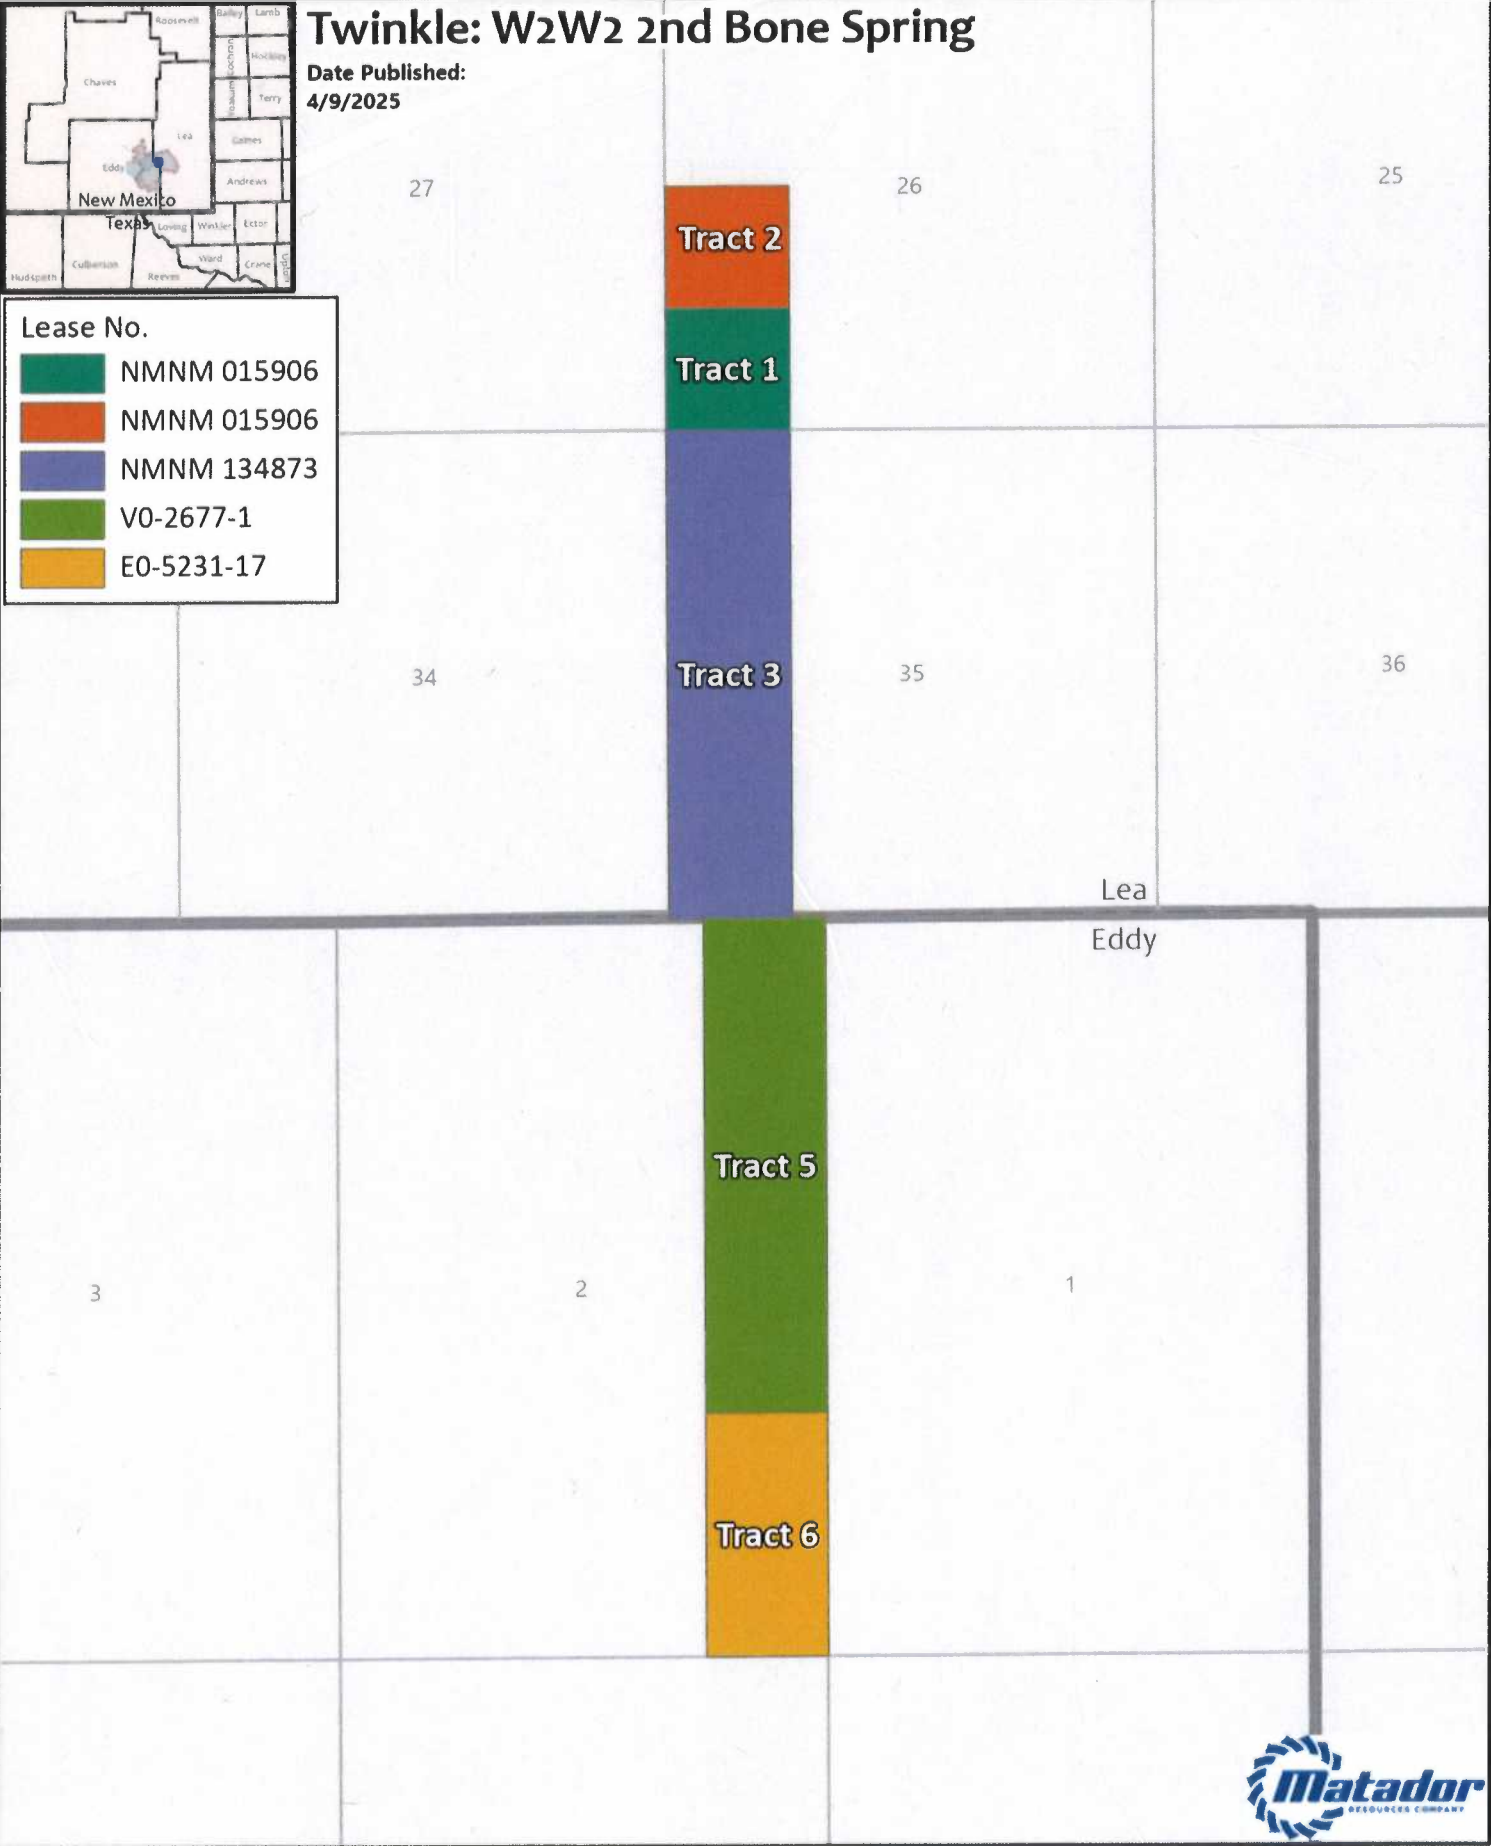 Twinkle: W2W2 2nd Bone Spring
Date Published:
4/9/2025
Roosevelt
Bailey
Lamb
Cochran
Hockley
Chaves
Yoakum
Terry
Lea
Gaines
Eddy
Andrews
New Mexico
Texas
Loving
Winkler
Ector
Culberson
Ward
Crane
Upton
Hudspeth
Reeves
Lease No.
NMNM 015906
NMNM 015906
NMNM 134873
V0-2677-1
E0-5231-17
27
26
25
Tract 2
Tract 1
34
Tract 3
35
36
Lea
Eddy
Tract 5
3
2
1
Tract 6
Matador
RESOURCES COMPANY